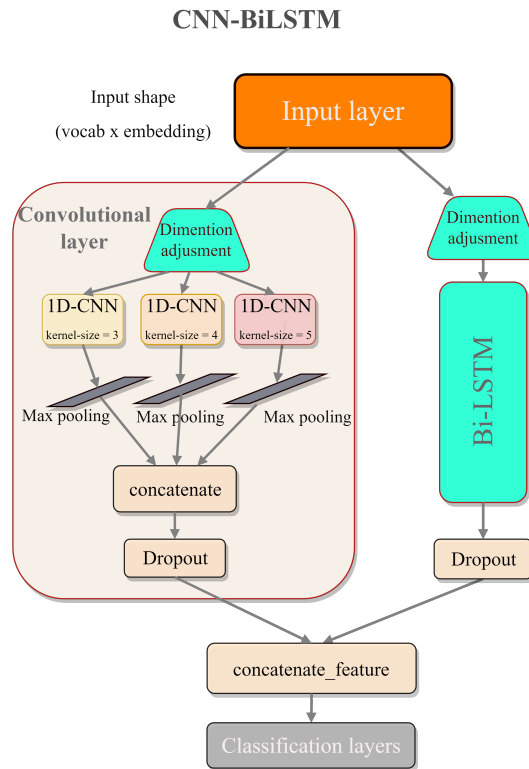 CNN-BiLSTM
Input shape
(vocab x embedding)
Input layer
Convolutional
layer
Dimention
adjusment
Dimention
adjusment
1D-CNN
kernel-size = 3
1D-CNN
kernel-size = 4
1D-CNN
kernel-size = 5
Max pooling
Max pooling
Max pooling
Bi-LSTM
concatenate
Dropout
Dropout
concatenate_feature
Classification layers